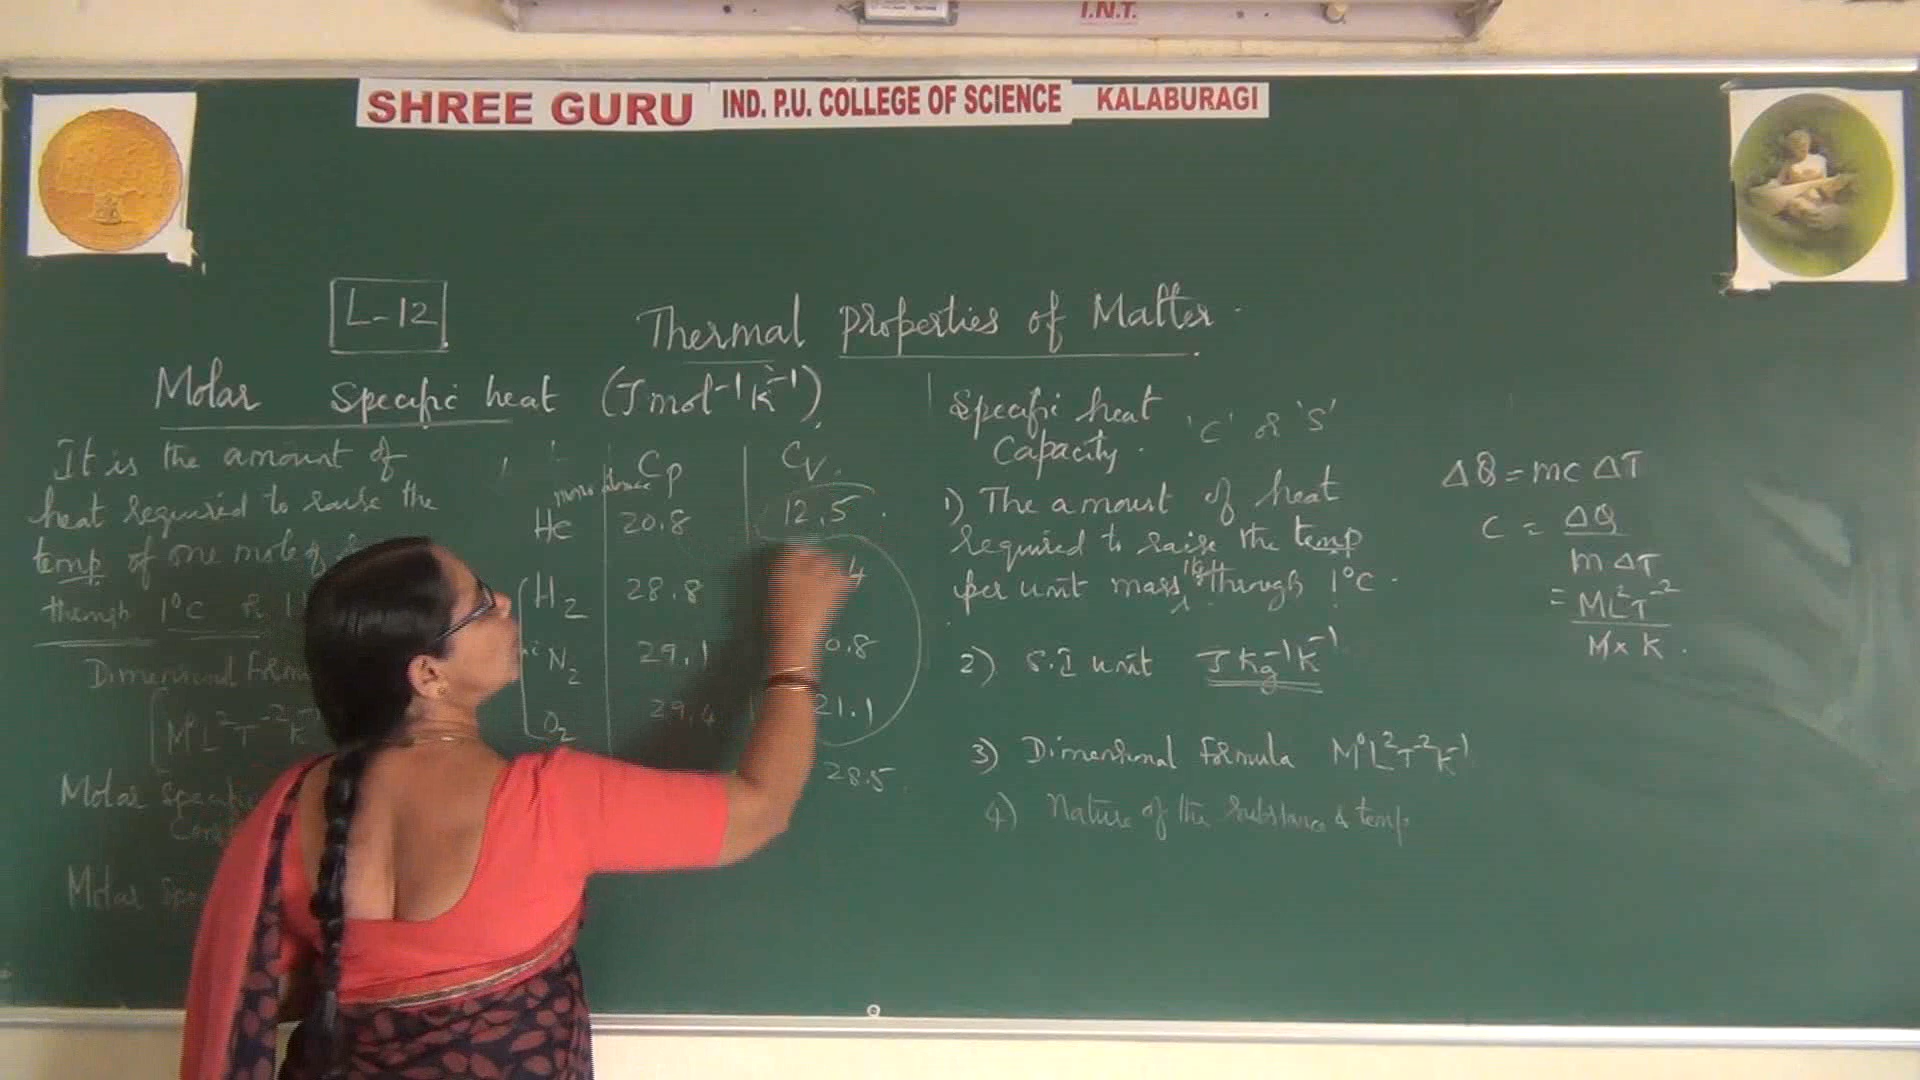 I.N.T.
SHREE GURU IND. P.U. COLLEGE OF SCIENCE KALABURAGI
L-12
Thermal Properties of Matter.
Molar Specific heat (J mol⁻¹ K⁻¹)
It is the amount of
heat required to raise the
temp of one mole of
through 1°C
Dimensional
[M L² T⁻² K⁻¹
Molar Specific
Molar
Cp Cv.
He 20.8 12.5
H₂ 28.8 4
N₂ 29.1 0.8
O₂ 29.4 21.1
28.5
Specific heat
Capacity. 'C' or 'S'
1) The amount of heat
required to raise the temp
per unit mass through 1°C.
2) S.I unit J kg⁻¹ K⁻¹
3) Dimensional formula M⁰L²T⁻²K⁻¹
4) Nature of the substance & temp
ΔQ = mc ΔT
C = ΔQ
m ΔT
= ML²T⁻²
M × K.